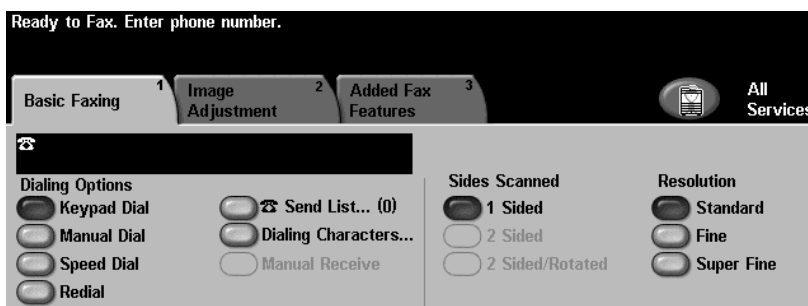 Ready to Fax. Enter phone number.
Basic Faxing 1
Image Adjustment 2
Added Fax Features 3
All Services
Dialing Options
Keypad Dial
Manual Dial
Speed Dial
Redial
Send List... (0)
Dialing Characters...
Manual Receive
Sides Scanned
1 Sided
2 Sided
2 Sided/Rotated
Resolution
Standard
Fine
Super Fine